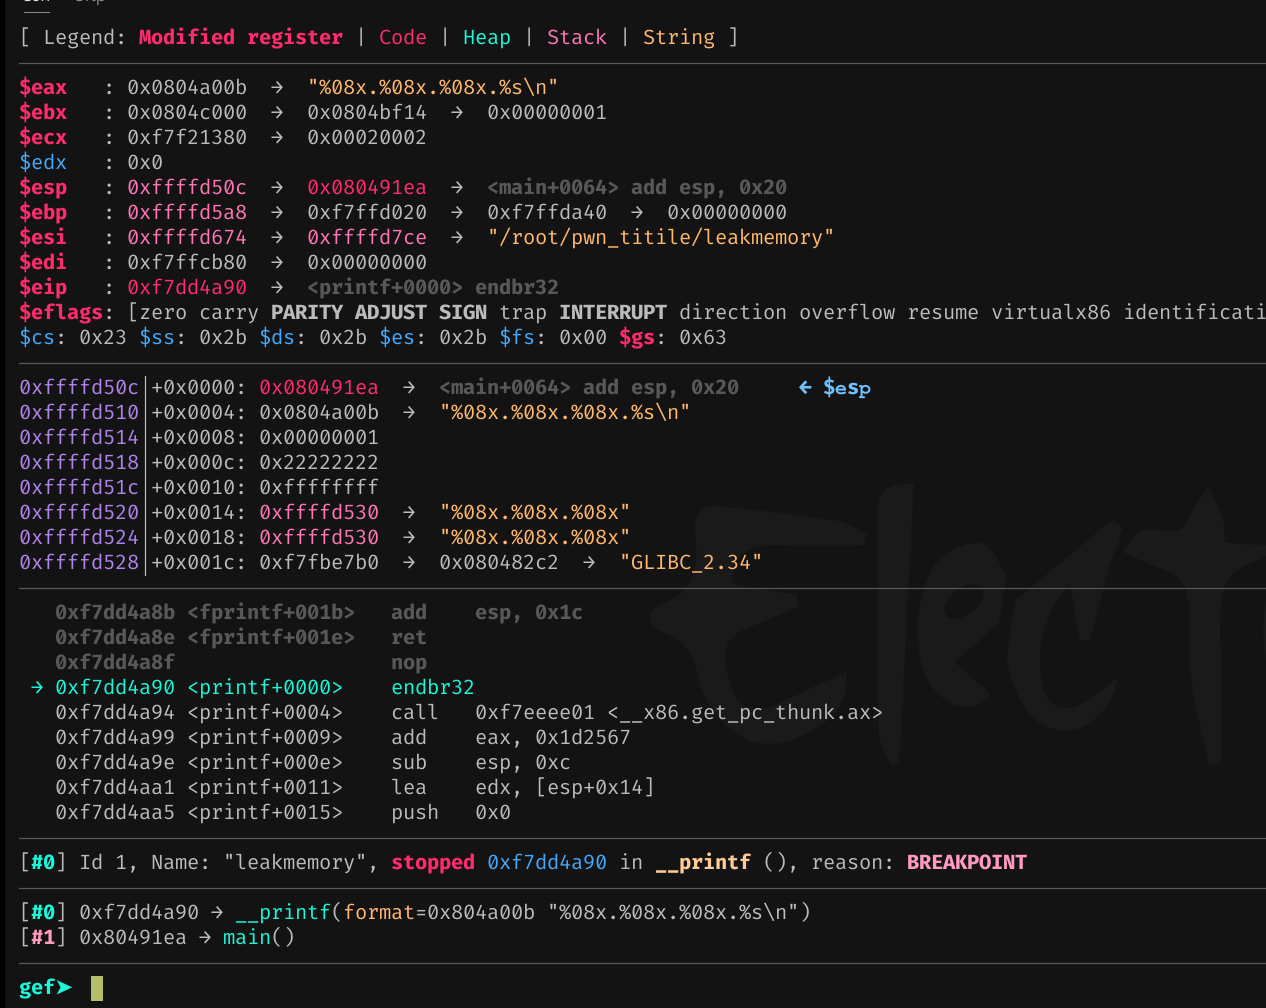 [ Legend: Modified register | Code | Heap | Stack | String ]
$eax   : 0x0804a00b  →  "%08x.%08x.%08x.%s\n"
$ebx   : 0x0804c000  →  0x0804bf14  →  0x00000001
$ecx   : 0xf7f21380  →  0x00020002
$edx   : 0x0
$esp   : 0xffffd50c  →  0x080491ea  →  <main+0064> add esp, 0x20
$ebp   : 0xffffd5a8  →  0xf7ffd020  →  0xf7ffda40  →  0x00000000
$esi   : 0xffffd674  →  0xffffd7ce  →  "/root/pwn_titile/leakmemory"
$edi   : 0xf7ffcb80  →  0x00000000
$eip   : 0xf7dd4a90  →  <printf+0000> endbr32
$eflags: [zero carry PARITY ADJUST SIGN trap INTERRUPT direction overflow resume virtualx86 identificati
$cs: 0x23 $ss: 0x2b $ds: 0x2b $es: 0x2b $fs: 0x00 $gs: 0x63
0xffffd50c│+0x0000: 0x080491ea  →  <main+0064> add esp, 0x20     ← $esp
0xffffd510│+0x0004: 0x0804a00b  →  "%08x.%08x.%08x.%s\n"
0xffffd514│+0x0008: 0x00000001
0xffffd518│+0x000c: 0x22222222
0xffffd51c│+0x0010: 0xffffffff
0xffffd520│+0x0014: 0xffffd530  →  "%08x.%08x.%08x"
0xffffd524│+0x0018: 0xffffd530  →  "%08x.%08x.%08x"
0xffffd528│+0x001c: 0xf7fbe7b0  →  0x080482c2  →  "GLIBC_2.34"
0xf7dd4a8b <fprintf+001b>   add    esp, 0x1c
0xf7dd4a8e <fprintf+001e>   ret
0xf7dd4a8f                  nop
→ 0xf7dd4a90 <printf+0000>    endbr32
0xf7dd4a94 <printf+0004>    call   0xf7eeee01 <__x86.get_pc_thunk.ax>
0xf7dd4a99 <printf+0009>    add    eax, 0x1d2567
0xf7dd4a9e <printf+000e>    sub    esp, 0xc
0xf7dd4aa1 <printf+0011>    lea    edx, [esp+0x14]
0xf7dd4aa5 <printf+0015>    push   0x0
[#0] Id 1, Name: "leakmemory", stopped 0xf7dd4a90 in __printf (), reason: BREAKPOINT
[#0] 0xf7dd4a90 → __printf(format=0x804a00b "%08x.%08x.%08x.%s\n")
[#1] 0x80491ea → main()
gef➤
Elect